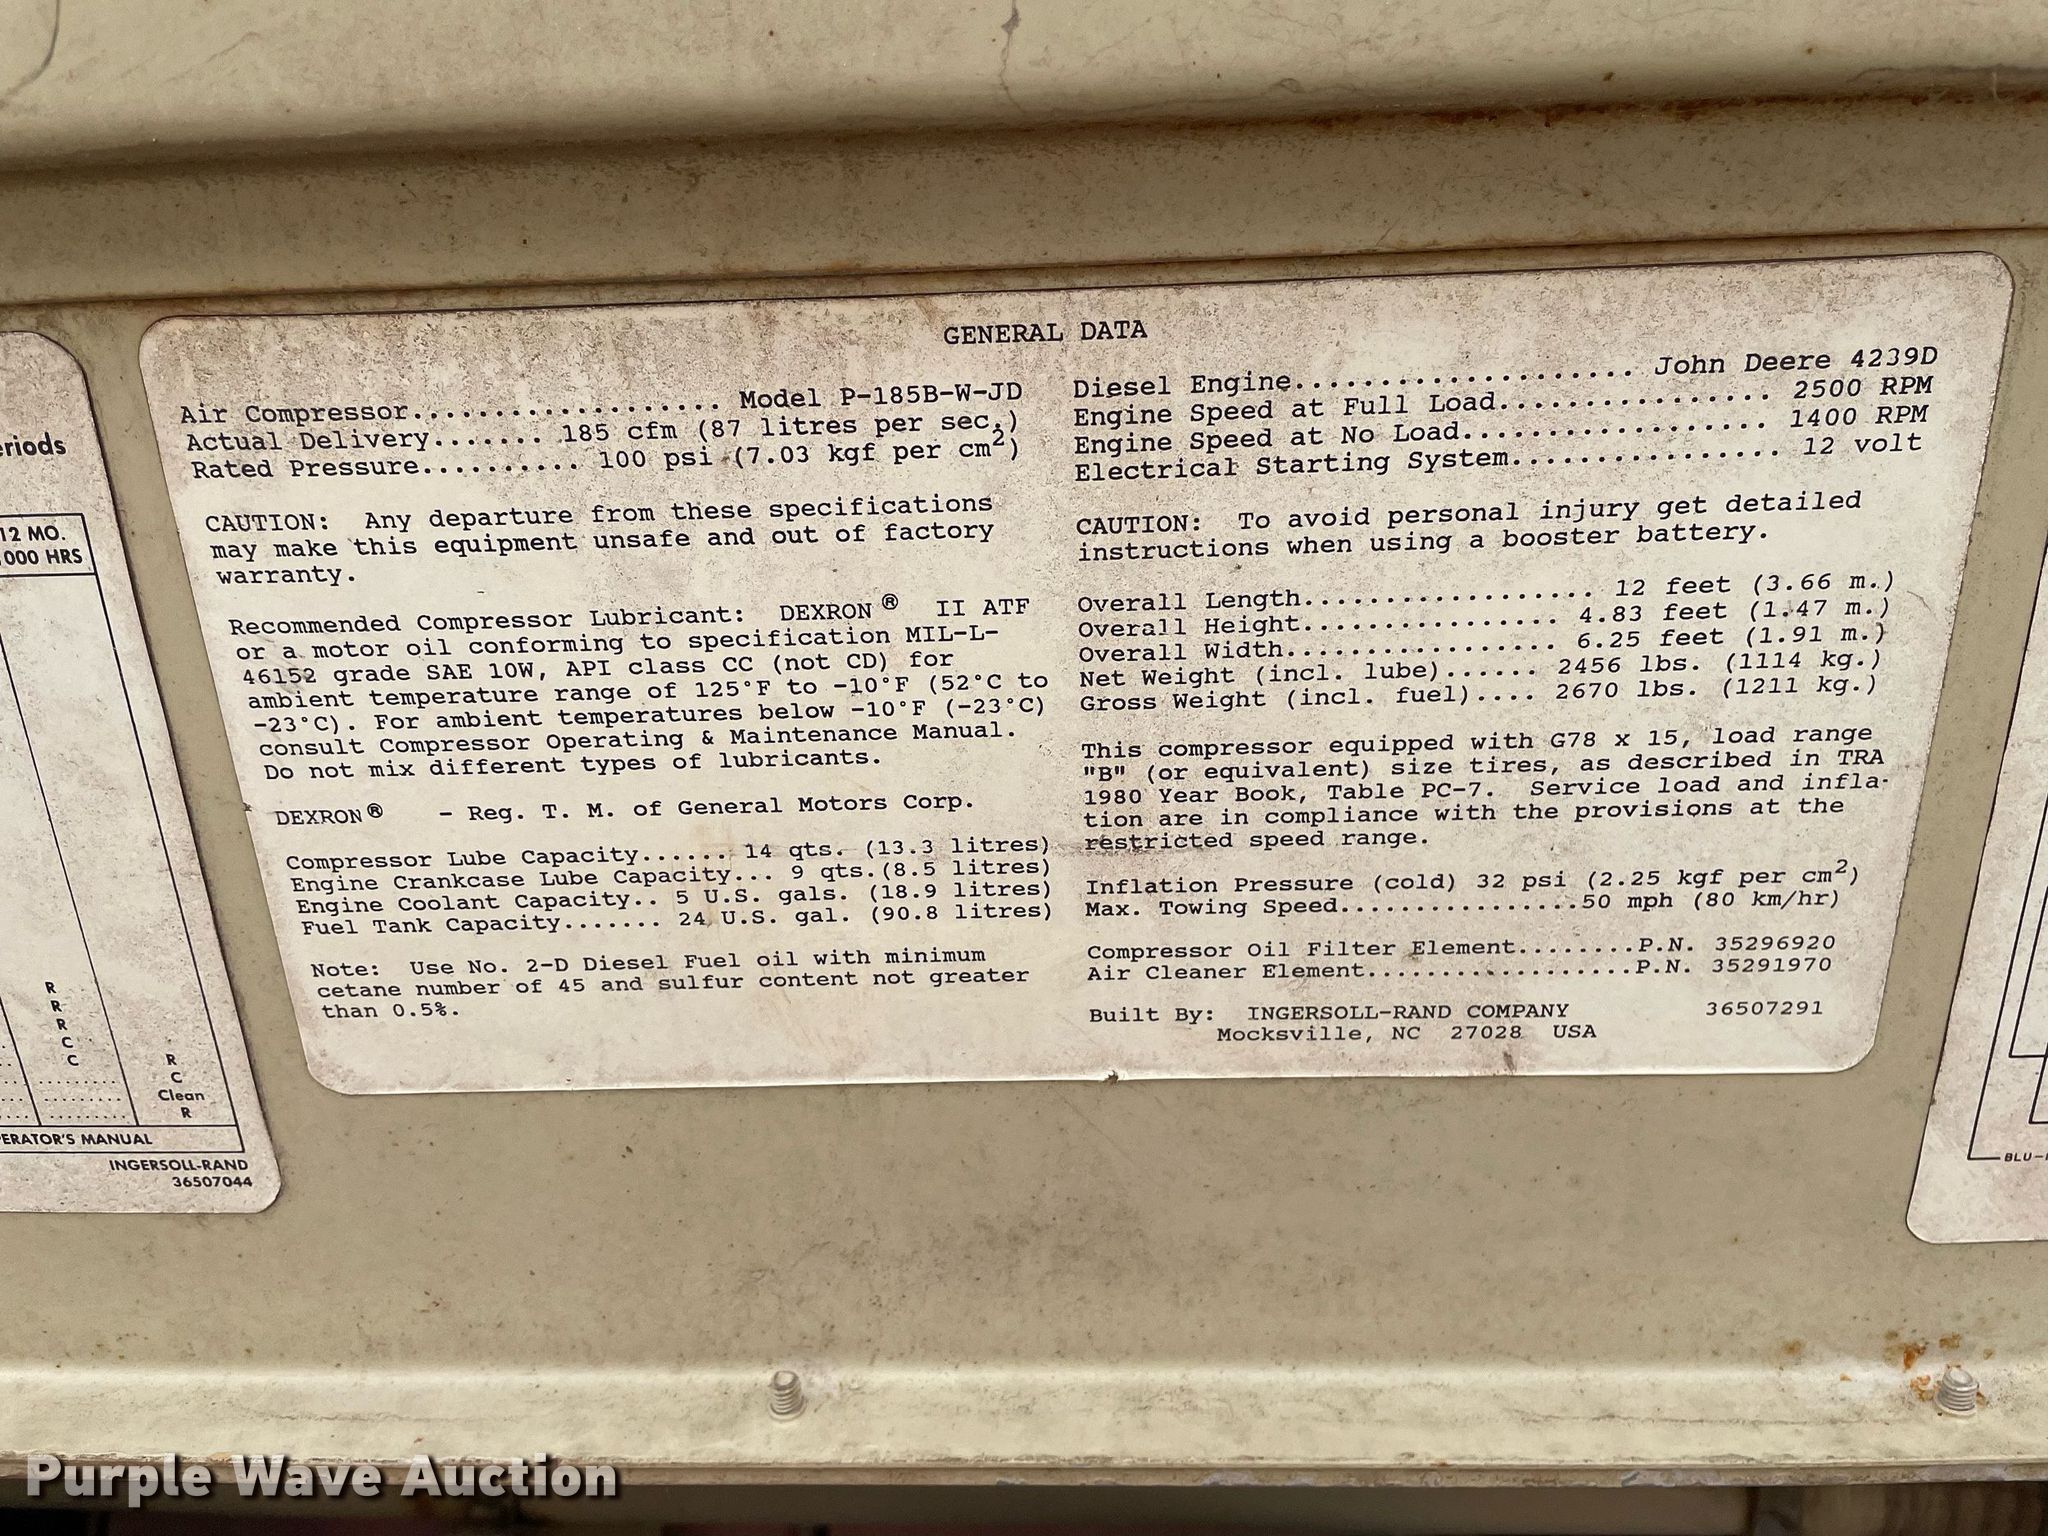 GENERAL DATA
Air Compressor................... Model P-185B-W-JD
Actual Delivery....... 185 cfm (87 litres per sec.)
Rated Pressure.......... 100 psi (7.03 kgf per cm²)
CAUTION: Any departure from these specifications
may make this equipment unsafe and out of factory
warranty.
Recommended Compressor Lubricant: DEXRON® II ATF
or a motor oil conforming to specification MIL-L-
46152 grade SAE 10W, API class CC (not CD) for
ambient temperature range of 125°F to -10°F (52°C to
-23°C). For ambient temperatures below -10°F (-23°C)
consult Compressor Operating & Maintenance Manual.
Do not mix different types of lubricants.
DEXRON® - Reg. T. M. of General Motors Corp.
Compressor Lube Capacity...... 14 qts. (13.3 litres)
Engine Crankcase Lube Capacity... 9 qts.(8.5 litres)
Engine Coolant Capacity.. 5 U.S. gals. (18.9 litres)
Fuel Tank Capacity....... 24 U.S. gal. (90.8 litres)
Note: Use No. 2-D Diesel Fuel oil with minimum
cetane number of 45 and sulfur content not greater
than 0.5%.
Diesel Engine.................... John Deere 4239D
Engine Speed at Full Load................ 2500 RPM
Engine Speed at No Load.................. 1400 RPM
Electrical Starting System................ 12 volt
CAUTION: To avoid personal injury get detailed
instructions when using a booster battery.
Overall Length.................. 12 feet (3.66 m.)
Overall Height................ 4.83 feet (1.47 m.)
Overall Width................. 6.25 feet (1.91 m.)
Net Weight (incl. lube)...... 2456 lbs. (1114 kg.)
Gross Weight (incl. fuel).... 2670 lbs. (1211 kg.)
This compressor equipped with G78 x 15, load range
"B" (or equivalent) size tires, as described in TRA
1980 Year Book, Table PC-7. Service load and infla-
tion are in compliance with the provisions at the
restricted speed range.
Inflation Pressure (cold) 32 psi (2.25 kgf per cm²)
Max. Towing Speed.................50 mph (80 km/hr)
Compressor Oil Filter Element........P.N. 35296920
Air Cleaner Element..................P.N. 35291970
Built By: INGERSOLL-RAND COMPANY 36507291
Mocksville, NC 27028 USA
12 MO.
000 HRS
R
R
R
C
C
R
C
Clean
R
MANUAL
INGERSOLL-RAND
36507044
Purple Wave Auction